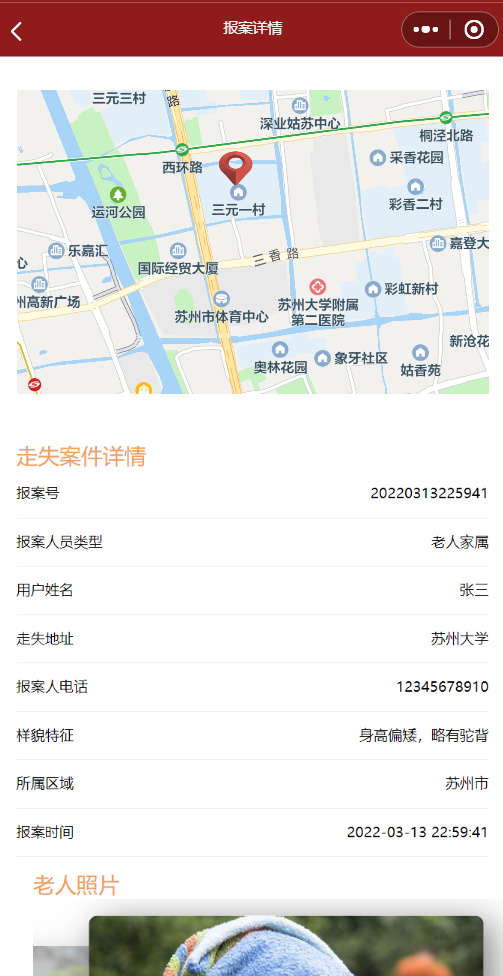 报案详情
三元三村
路
深业姑苏中心
桐泾北路
西环路
采香花园
彩香二村
运河公园
三元一村
乐嘉汇
嘉登大
三香路
国际经贸大厦
心
州高新广场
彩虹新村
苏州大学附属
第二医院
苏州市体育中心
新沧花
象牙社区
奥林花园
姑香苑
走失案件详情
报案号 20220313225941
报案人员类型 老人家属
用户姓名 张三
走失地址 苏州大学
报案人电话 12345678910
样貌特征 身高偏矮，略有驼背
所属区域 苏州市
报案时间 2022-03-13 22:59:41
老人照片